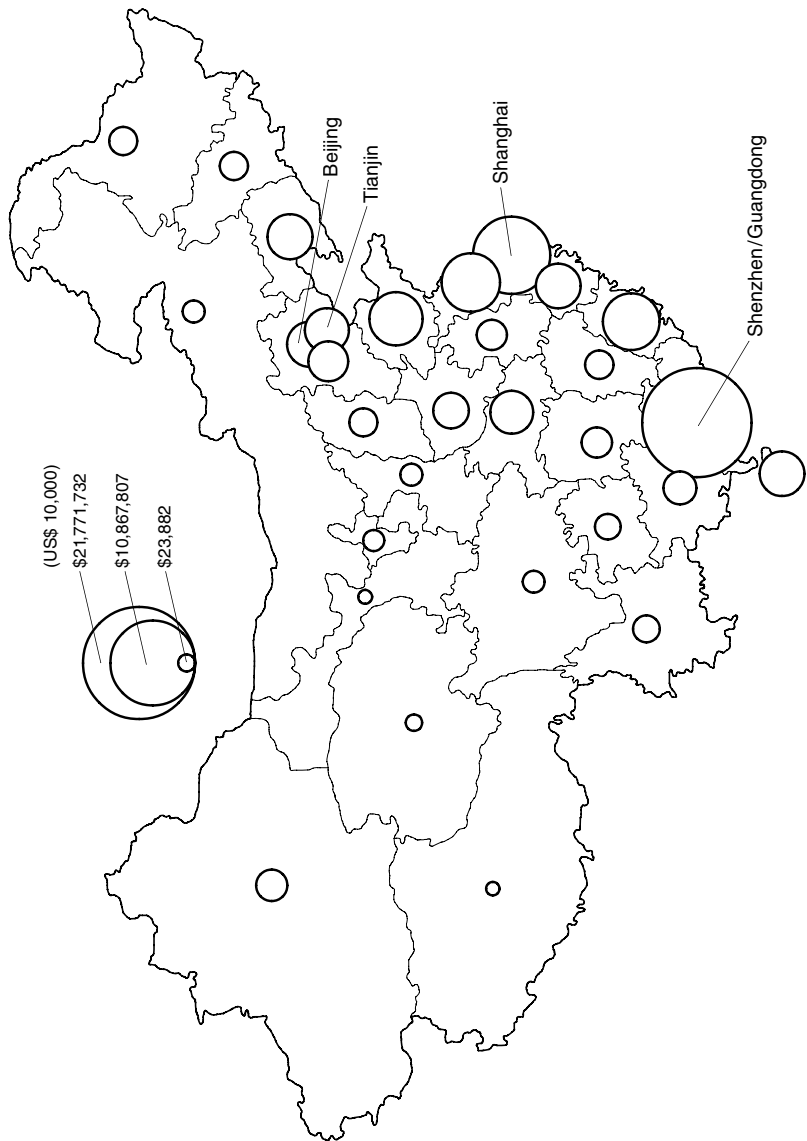 (US$ 10,000)
$21,771,732
$10,867,807
$23,882
Beijing
Tianjin
Shanghai
Shenzhen/Guangdong